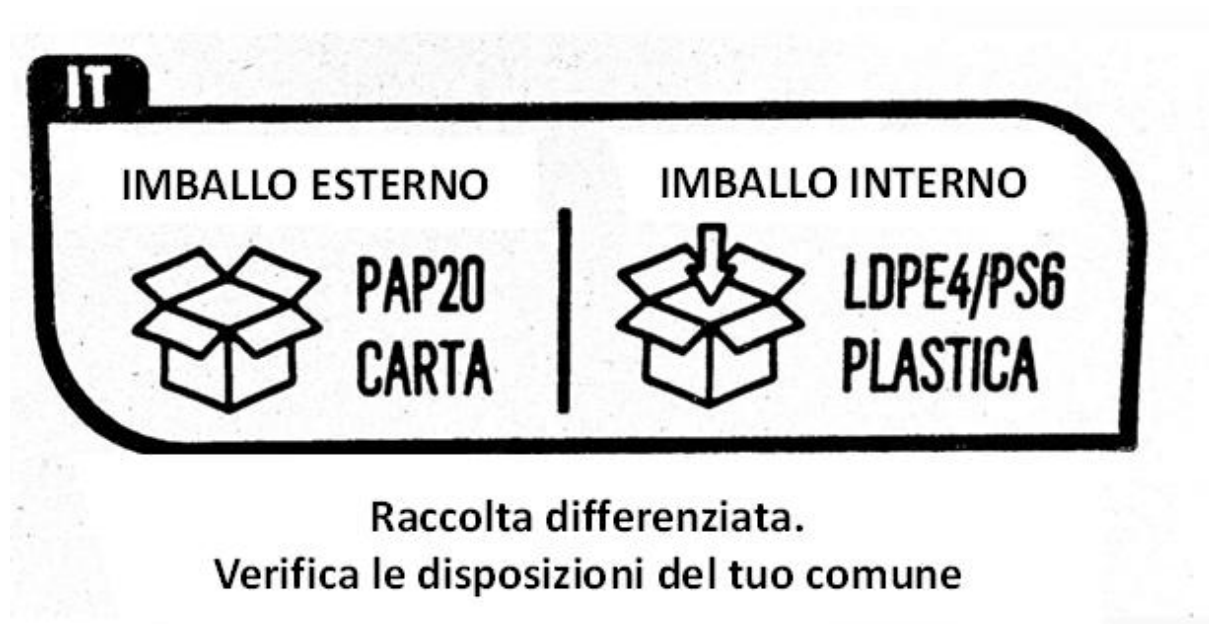 IT
IMBALLO ESTERNO
PAP20
CARTA
IMBALLO INTERNO
LDPE4/PS6
PLASTICA
Raccolta differenziata.
Verifica le disposizioni del tuo comune